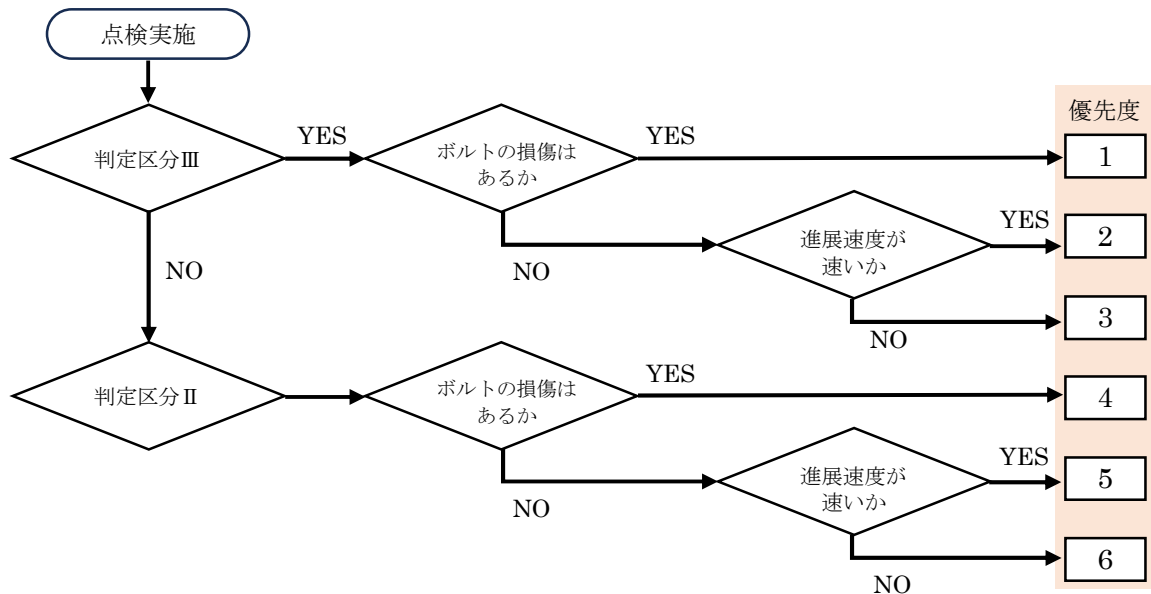 点検実施
優先度
判定区分Ⅲ
YES
ボルトの損傷は
あるか
YES
1
NO
進展速度が
速いか
YES
2
NO
3
NO
判定区分Ⅱ
ボルトの損傷は
あるか
YES
4
NO
進展速度が
速いか
YES
5
NO
6